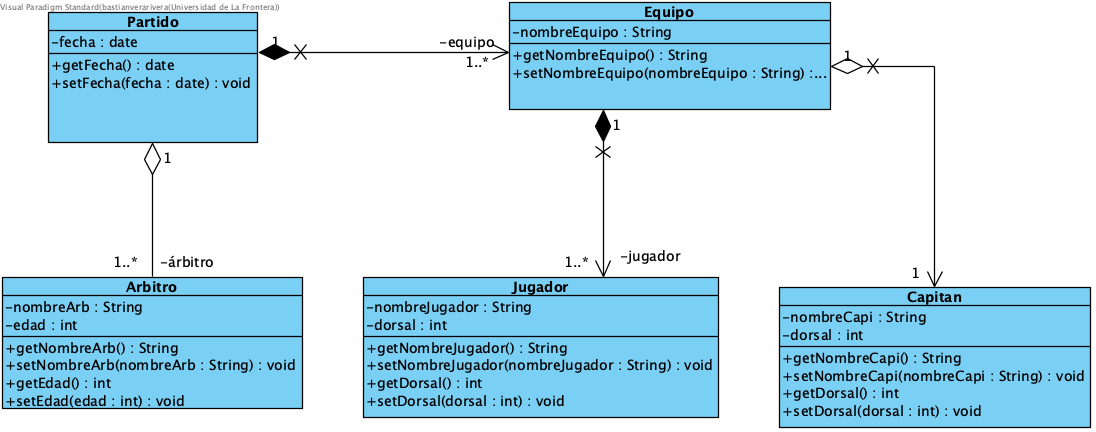 Visual Paradigm Standard(bastianverarivera(Universidad de La Frontera))
Partido
-fecha : date
+getFecha() : date
+setFecha(fecha : date) : void
1
-equipo
1..*
Equipo
-nombreEquipo : String
+getNombreEquipo() : String
+setNombreEquipo(nombreEquipo : String) :...
1
1
1
1..*
-árbitro
1..*
-jugador
1
Arbitro
-nombreArb : String
-edad : int
+getNombreArb() : String
+setNombreArb(nombreArb : String) : void
+getEdad() : int
+setEdad(edad : int) : void
Jugador
-nombreJugador : String
-dorsal : int
+getNombreJugador() : String
+setNombreJugador(nombreJugador : String) : void
+getDorsal() : int
+setDorsal(dorsal : int) : void
Capitan
-nombreCapi : String
-dorsal : int
+getNombreCapi() : String
+setNombreCapi(nombreCapi : String) : void
+getDorsal() : int
+setDorsal(dorsal : int) : void